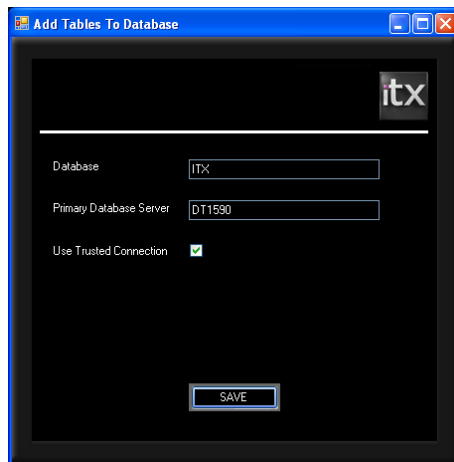 Add Tables To Database
itx
Database ITX
Primary Database Server DT1590
Use Trusted Connection
SAVE